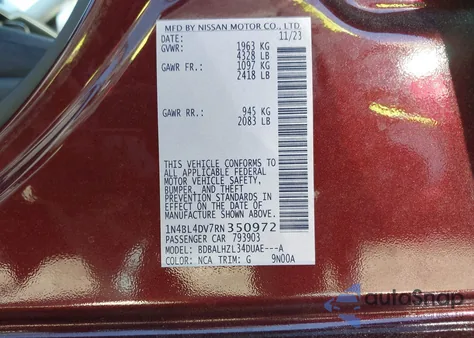 MFD BY NISSAN MOTOR CO., LTD.
DATE: 11/23
GVWR: 1963 KG
4328 LB
GAWR FR: 1097 KG
2418 LB
GAWR RR: 945 KG
2083 LB
THIS VEHICLE CONFORMS TO
ALL APPLICABLE FEDERAL
MOTOR VEHICLE SAFETY,
BUMPER, AND THEFT
PREVENTION STANDARDS
IN EFFECT ON THE DATE OF
MANUFACTURE SHOWN ABOVE.
1N4BL4DV7RN350972
PASSENGER CAR 793903
MODEL: BDBALHZL34DUAE---A
COLOR: NCA TRIM: G 9N00A
autoSnap